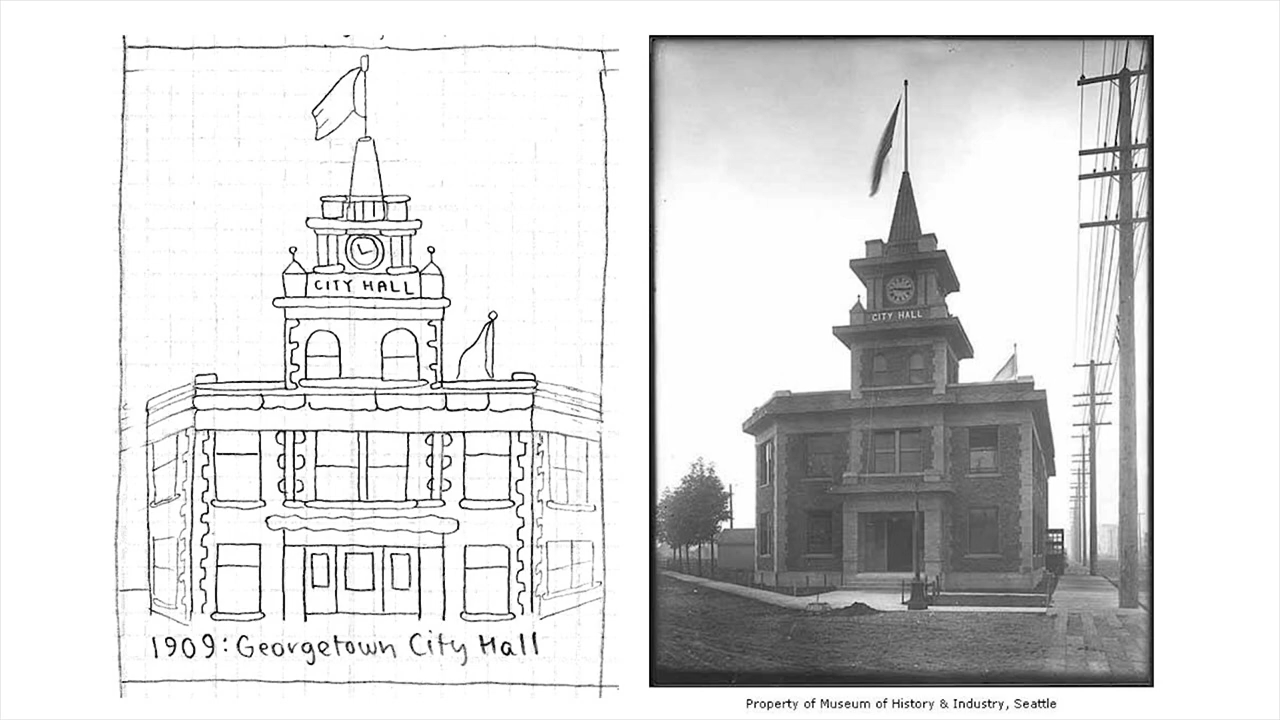 CITY HALL
1909: Georgetown City Hall
CITY HALL
Property of Museum of History & Industry, Seattle